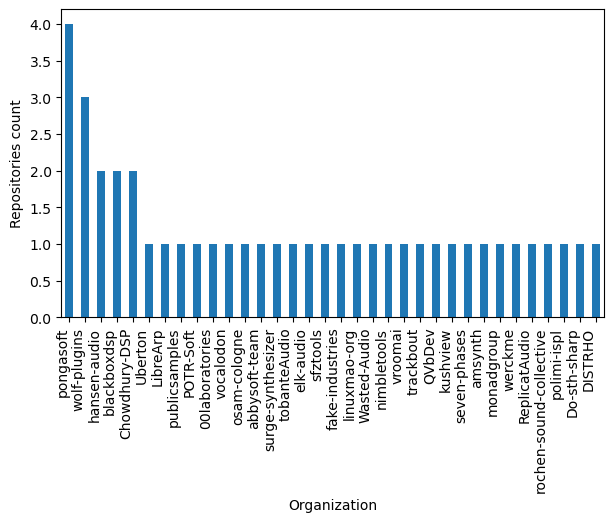 4.0
3.5
3.0
2.5
2.0
1.5
1.0
0.5
0.0
Repositories count
pongasoft
wolf-plugins
hansen-audio
blackboxdsp
Chowdhury-DSP
Uberton
LibreArp
publicsamples
POTR-Soft
00laboratories
vocalodon
osam-cologne
abbysoft-team
surge-synthesizer
tobanteAudio
elk-audio
sfztools
fake-industries
linuxmao-org
Wasted-Audio
nimbletools
vroomai
trackbout
QVbDev
kushview
seven-phases
amsynth
monadgroup
werckme
ReplicatAudio
rochen-sound-collective
polimi-ispl
Do-sth-sharp
DISTRHO
Organization